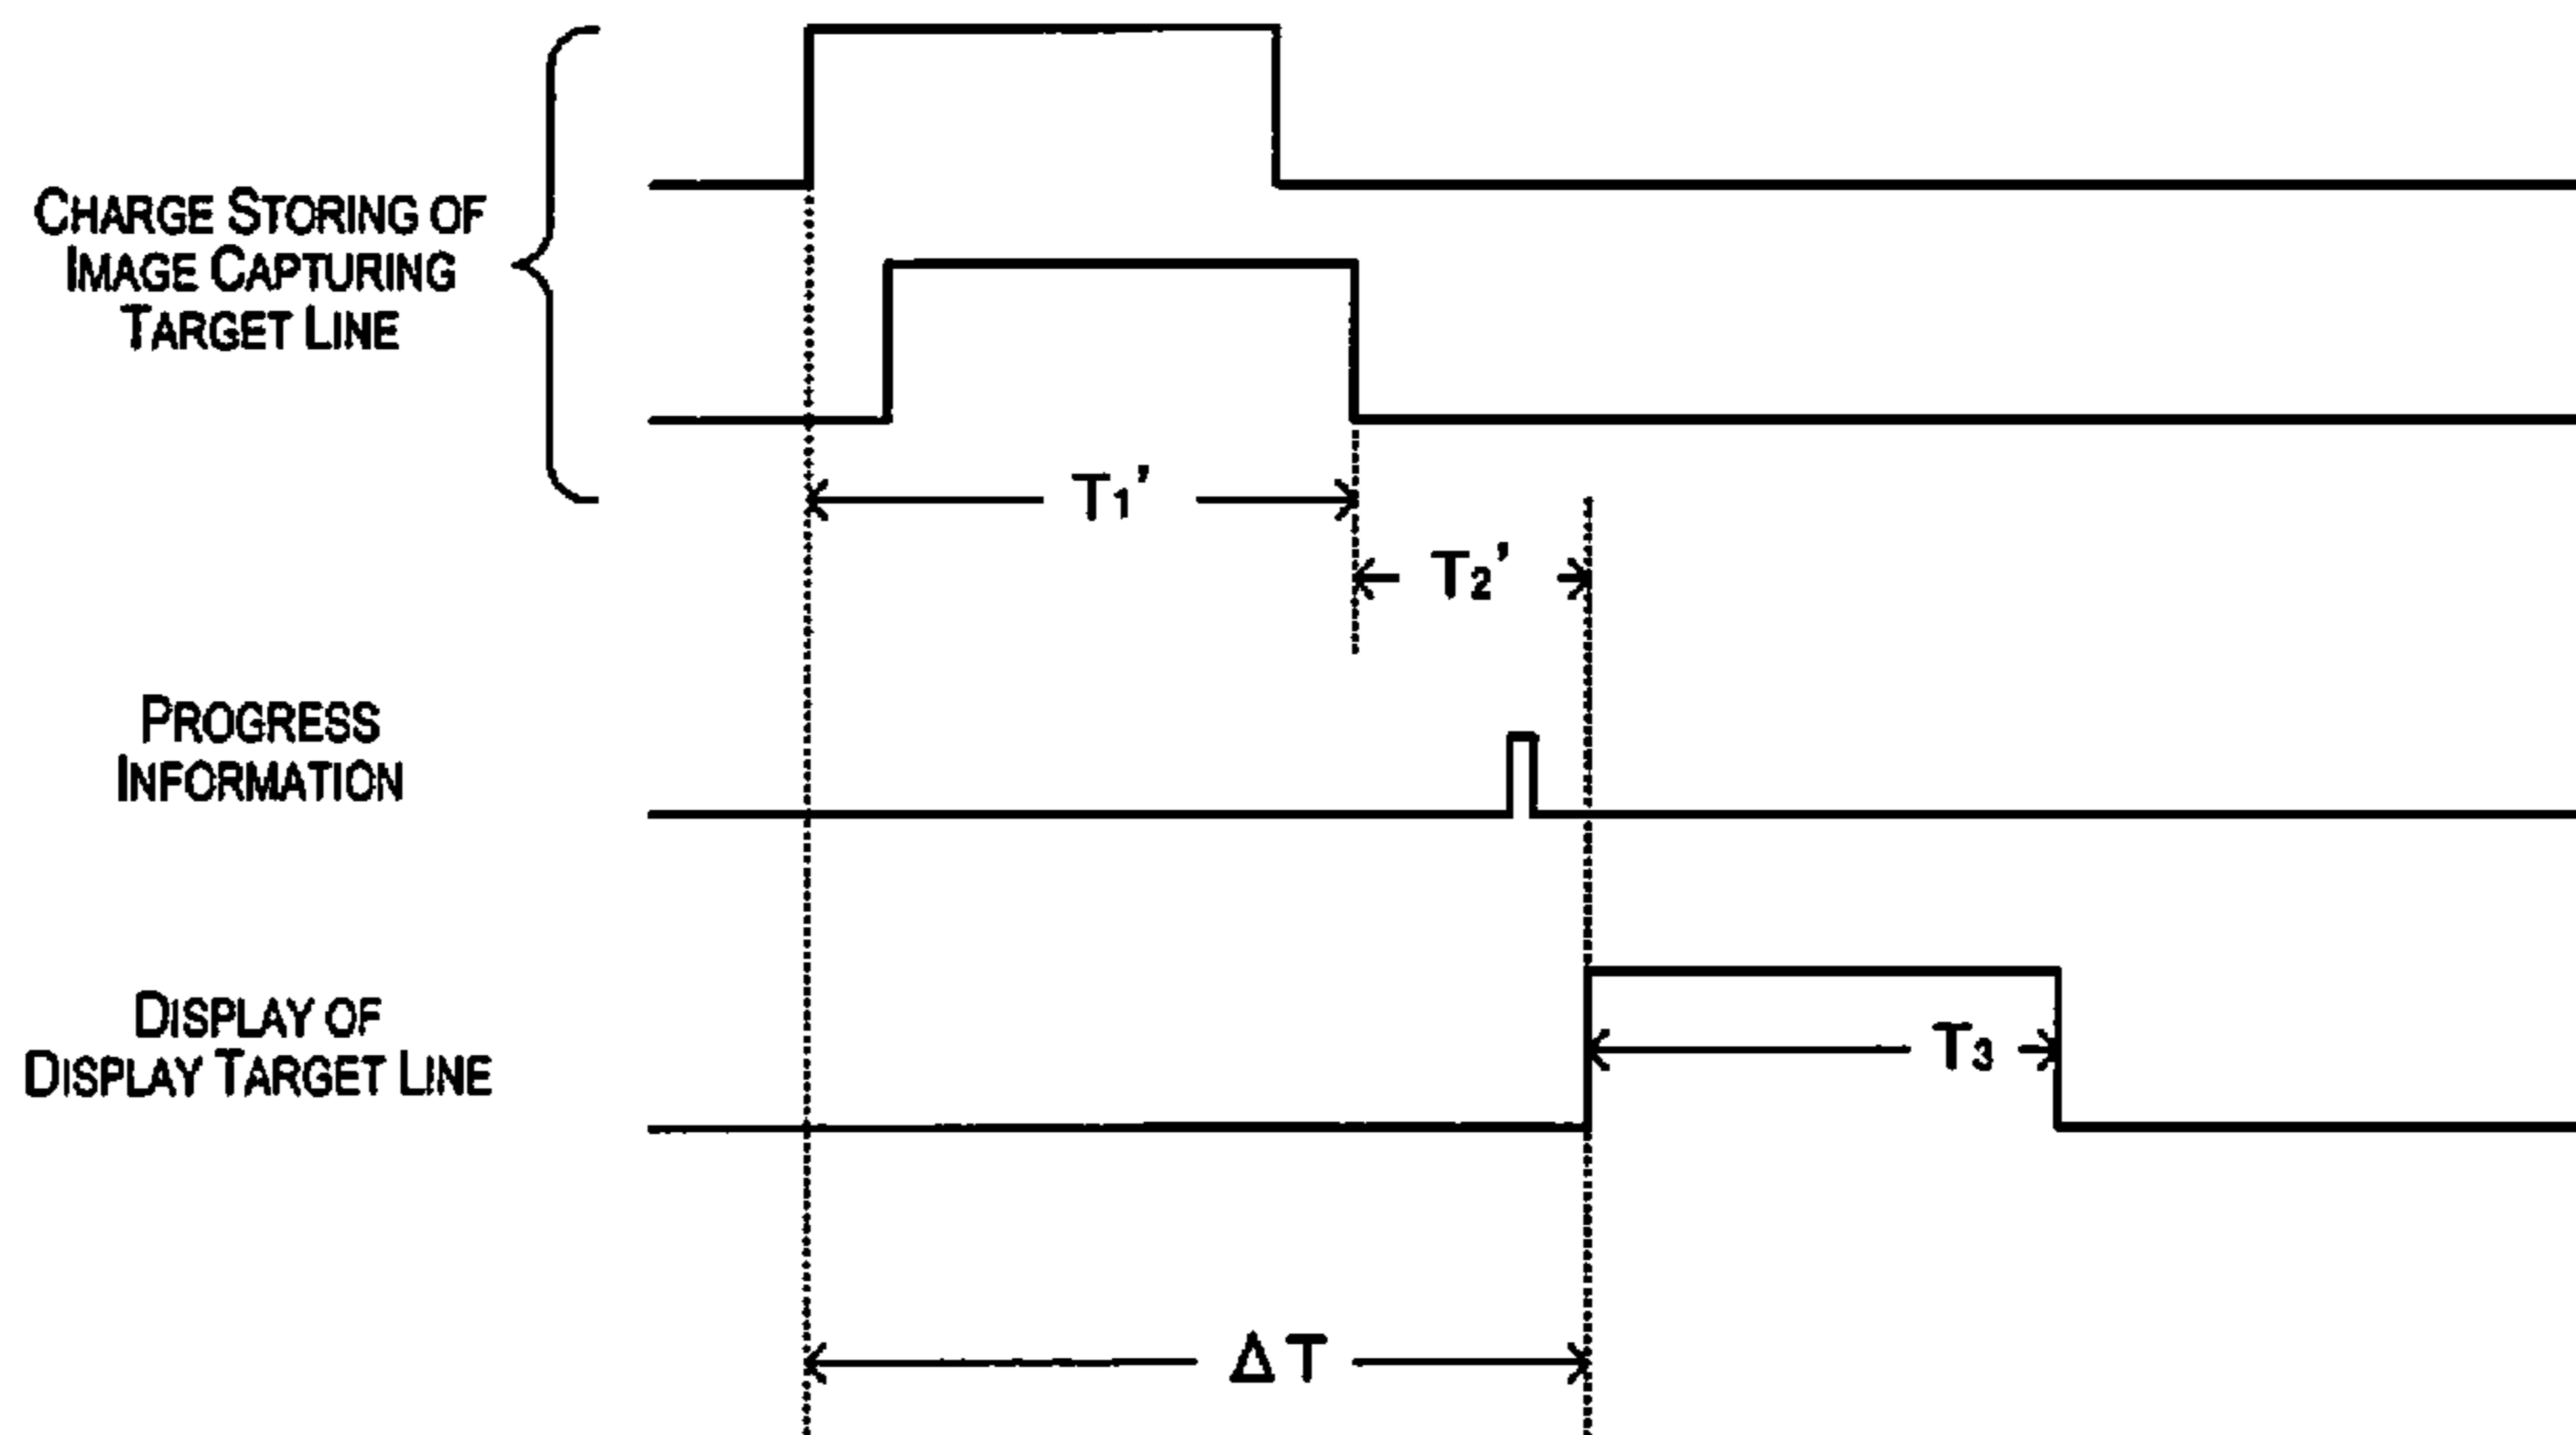 CHARGE STORING OF
IMAGE CAPTURING
TARGET LINE
T1'
T2'
PROGRESS
INFORMATION
DISPLAY OF
DISPLAY TARGET LINE
T3
ΔT